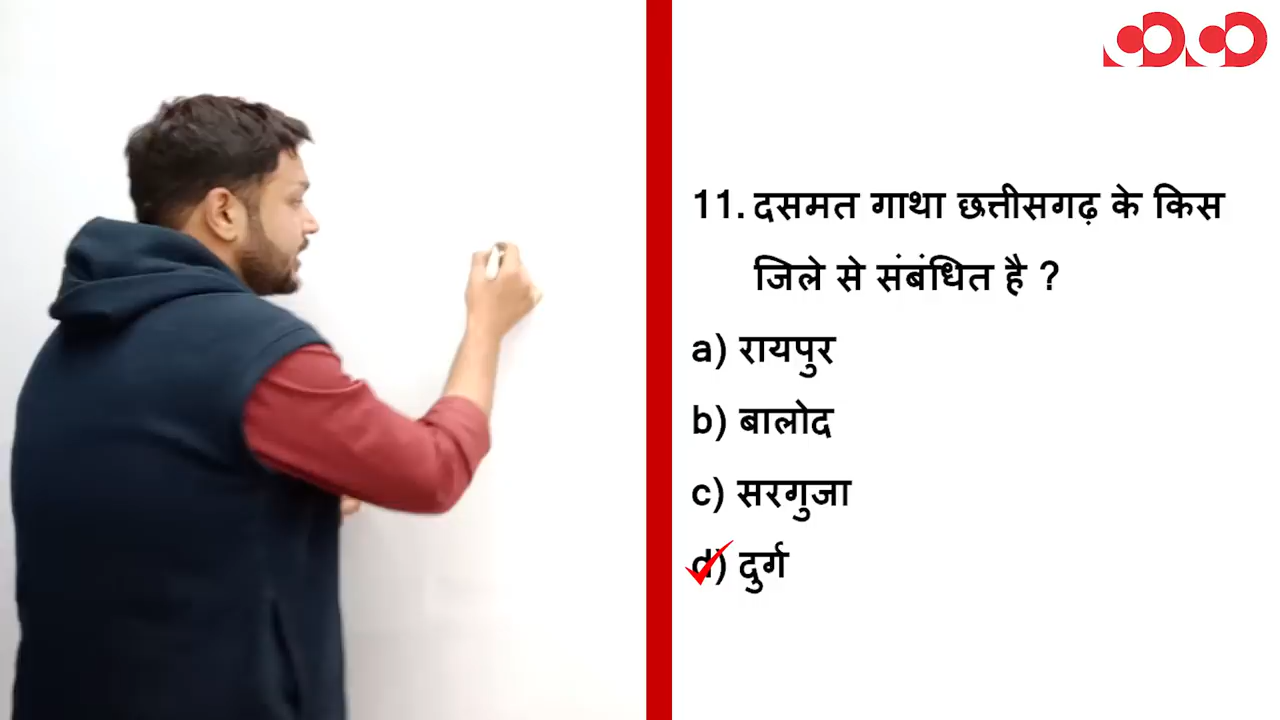 11. दसमत गाथा छत्तीसगढ़ के किस
जिले से संबंधित है ?
a) रायपुर
b) बालोद
c) सरगुजा
d) दुर्ग